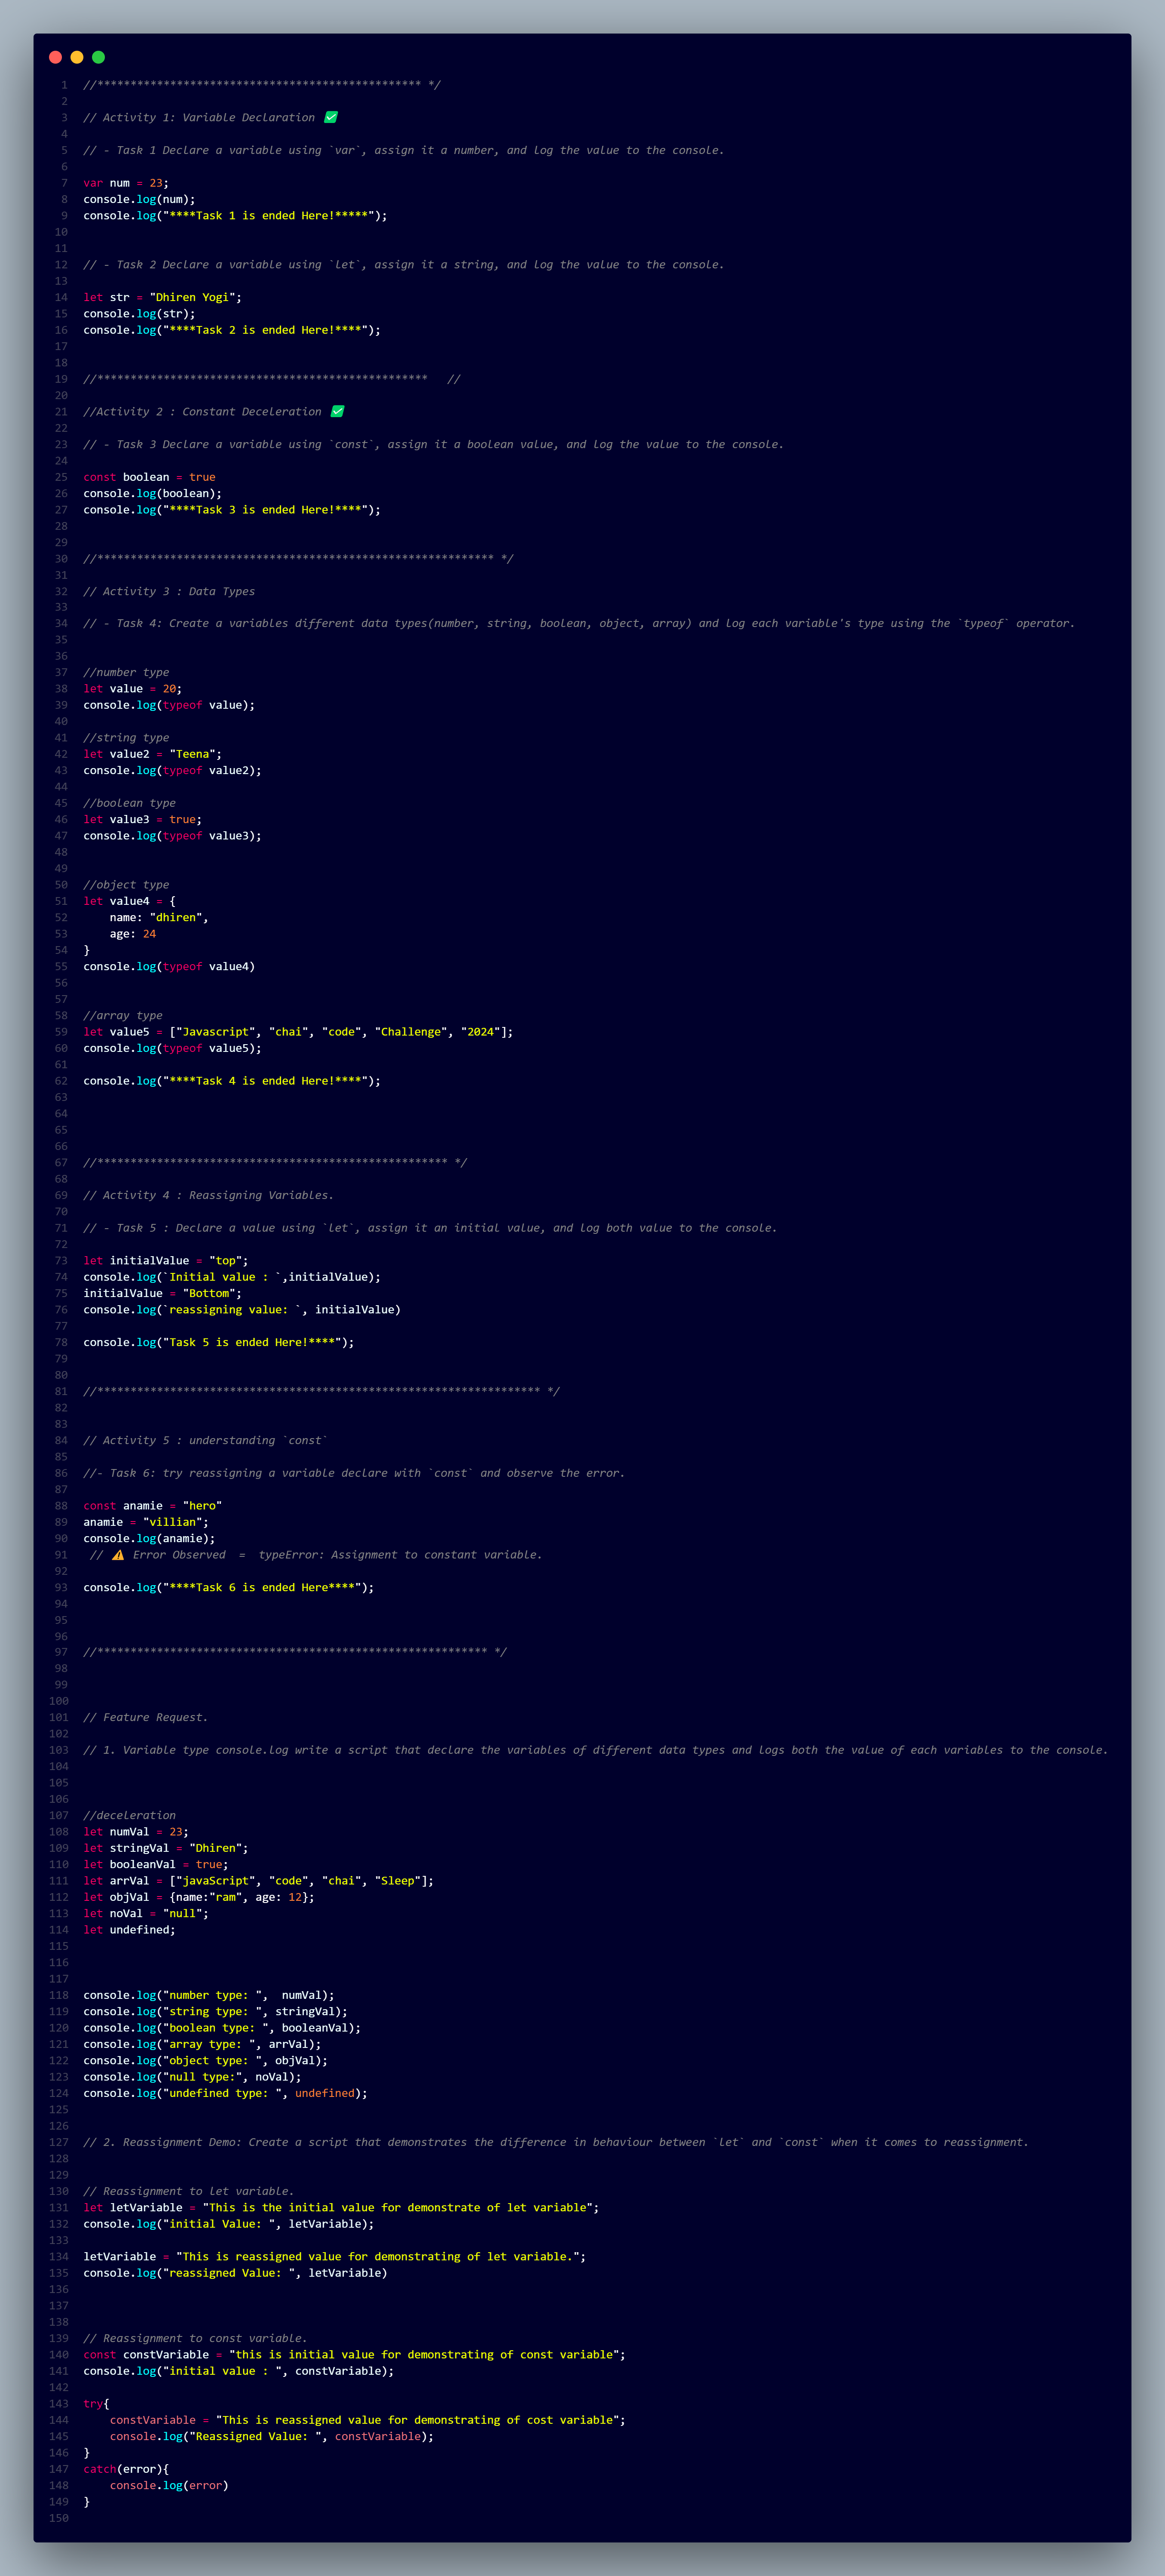 1 //************************************************* */
2
3 // Activity 1: Variable Declaration ✅
4
5 // - Task 1 Declare a variable using `var`, assign it a number, and log the value to the console.
6
7 var num = 23;
8 console.log(num);
9 console.log("****Task 1 is ended Here!*****");
10
11
12 // - Task 2 Declare a variable using `let`, assign it a string, and log the value to the console.
13
14 let str = "Dhiren Yogi";
15 console.log(str);
16 console.log("****Task 2 is ended Here!****");
17
18
19 //**************************************************   //
20
21 //Activity 2 : Constant Deceleration ✅
22
23 // - Task 3 Declare a variable using `const`, assign it a boolean value, and log the value to the console.
24
25 const boolean = true
26 console.log(boolean);
27 console.log("****Task 3 is ended Here!****");
28
29
30 //************************************************************ */
31
32 // Activity 3 : Data Types
33
34 // - Task 4: Create a variables different data types(number, string, boolean, object, array) and log each variable's type using the `typeof` operator.
35
36
37 //number type
38 let value = 20;
39 console.log(typeof value);
40
41 //string type
42 let value2 = "Teena";
43 console.log(typeof value2);
44
45 //boolean type
46 let value3 = true;
47 console.log(typeof value3);
48
49
50 //object type
51 let value4 = {
52     name: "dhiren",
53     age: 24
54 }
55 console.log(typeof value4)
56
57
58 //array type
59 let value5 = ["Javascript", "chai", "code", "Challenge", "2024"];
60 console.log(typeof value5);
61
62 console.log("****Task 4 is ended Here!****");
63
64
65
66
67 //***************************************************** */
68
69 // Activity 4 : Reassigning Variables.
70
71 // - Task 5 : Declare a value using `let`, assign it an initial value, and log both value to the console.
72
73 let initialValue = "top";
74 console.log(`Initial value : `,initialValue);
75 initialValue = "Bottom";
76 console.log(`reassigning value: `, initialValue)
77
78 console.log("Task 5 is ended Here!****");
79
80
81 //******************************************************************* */
82
83
84 // Activity 5 : understanding `const`
85
86 //- Task 6: try reassigning a variable declare with `const` and observe the error.
87
88 const anamie = "hero"
89 anamie = "villian";
90 console.log(anamie);
91  // ⚠️ Error Observed  =  typeError: Assignment to constant variable.
92
93 console.log("****Task 6 is ended Here****");
94
95
96
97 //*********************************************************** */
98
99
100
101 // Feature Request.
102
103 // 1. Variable type console.log write a script that declare the variables of different data types and logs both the value of each variables to the console.
104
105
106
107 //deceleration
108 let numVal = 23;
109 let stringVal = "Dhiren";
110 let booleanVal = true;
111 let arrVal = ["javaScript", "code", "chai", "Sleep"];
112 let objVal = {name:"ram", age: 12};
113 let noVal = "null";
114 let undefined;
115
116
117
118 console.log("number type: ",  numVal);
119 console.log("string type: ", stringVal);
120 console.log("boolean type: ", booleanVal);
121 console.log("array type: ", arrVal);
122 console.log("object type: ", objVal);
123 console.log("null type:", noVal);
124 console.log("undefined type: ", undefined);
125
126
127 // 2. Reassignment Demo: Create a script that demonstrates the difference in behaviour between `let` and `const` when it comes to reassignment.
128
129
130 // Reassignment to let variable.
131 let letVariable = "This is the initial value for demonstrate of let variable";
132 console.log("initial Value: ", letVariable);
133
134 letVariable = "This is reassigned value for demonstrating of let variable.";
135 console.log("reassigned Value: ", letVariable)
136
137
138
139 // Reassignment to const variable.
140 const constVariable = "this is initial value for demonstrating of const variable";
141 console.log("initial value : ", constVariable);
142
143 try{
144     constVariable = "This is reassigned value for demonstrating of cost variable";
145     console.log("Reassigned Value: ", constVariable);
146 }
147 catch(error){
148     console.log(error)
149 }
150